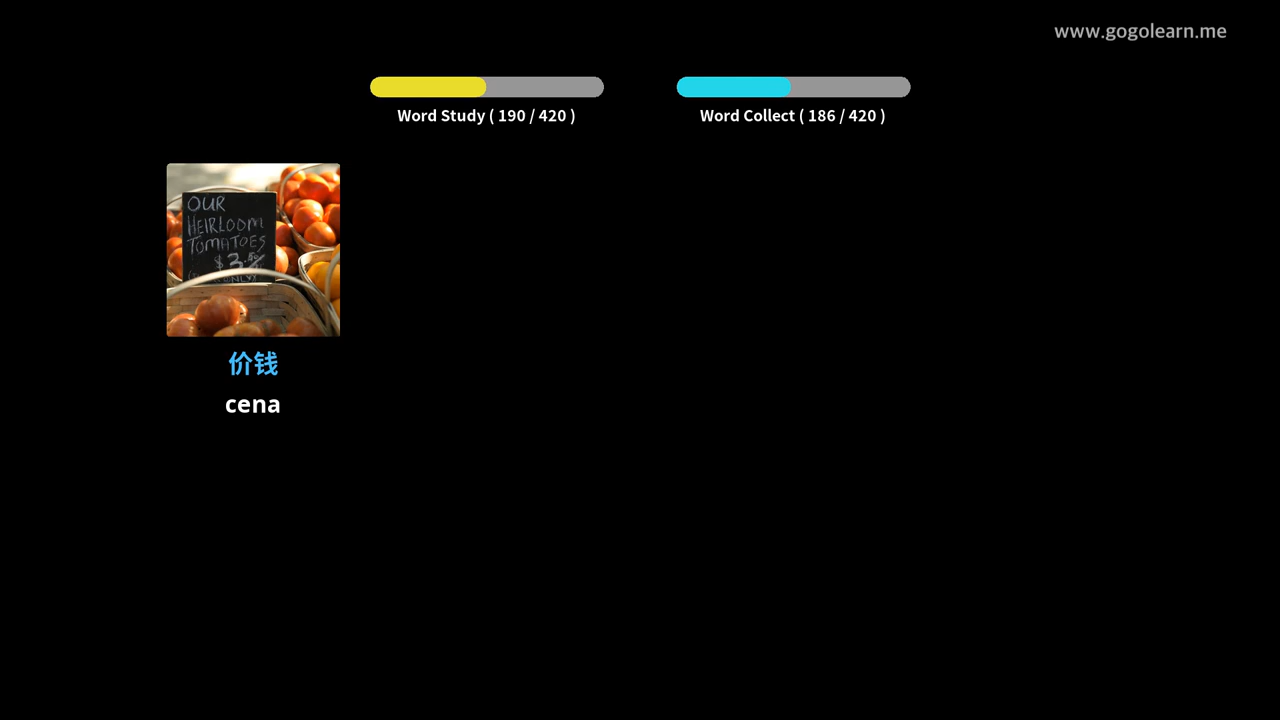 www.gogolearn.me
Word Study ( 190 / 420 )
Word Collect ( 186 / 420 )
OUR
HEIRLOOM
TOMATOES
价钱
cena